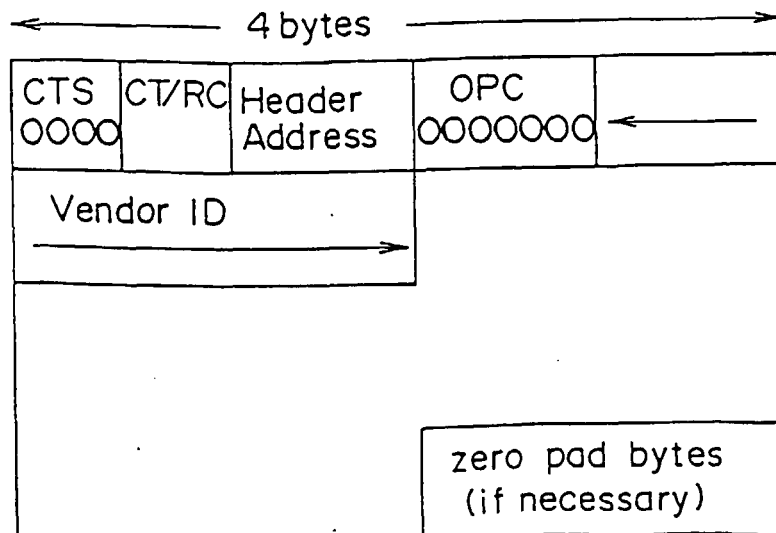 4 bytes
CTS CT/RC Header Address OPC
0000 0000000
Vendor ID
zero pad bytes
(if necessary)